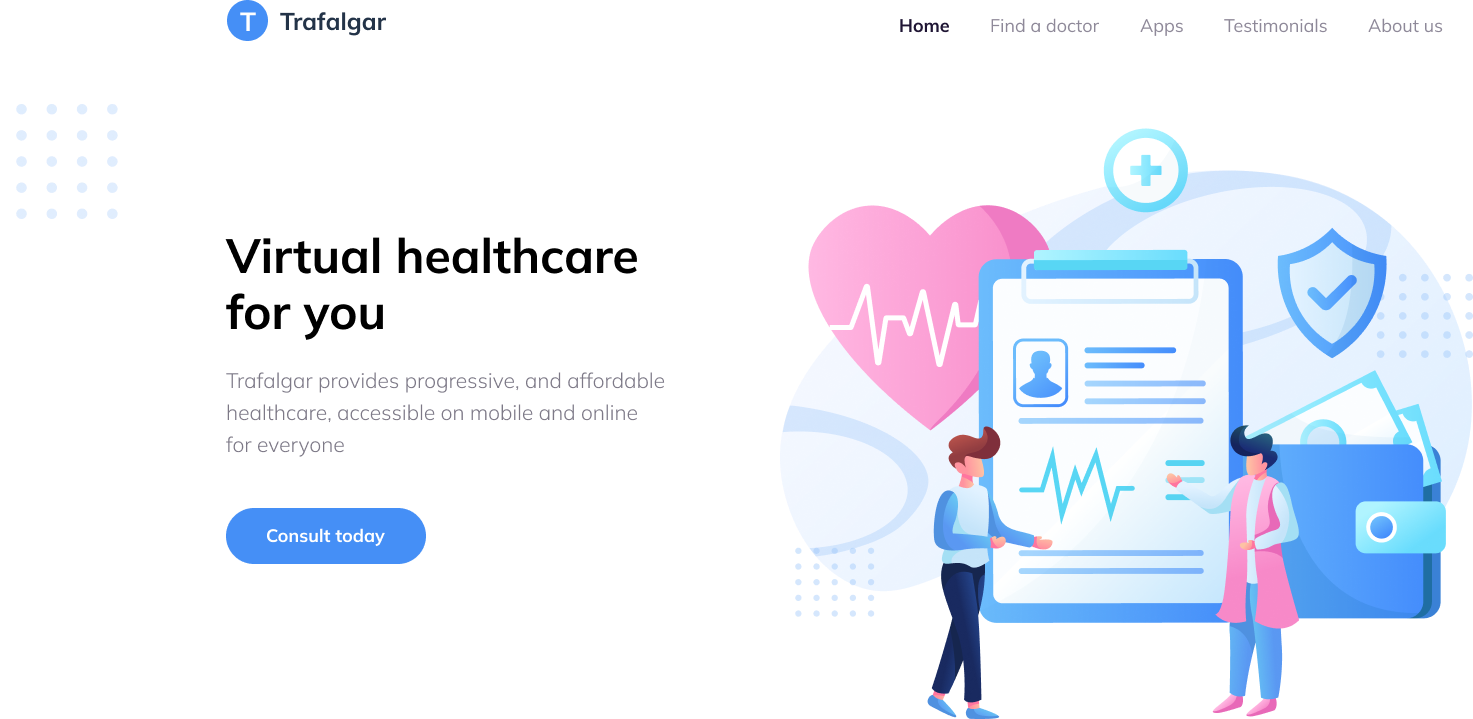 T Trafalgar
Home Find a doctor Apps Testimonials About us
Virtual healthcare
for you
Trafalgar provides progressive, and affordable
healthcare, accessible on mobile and online
for everyone
Consult today